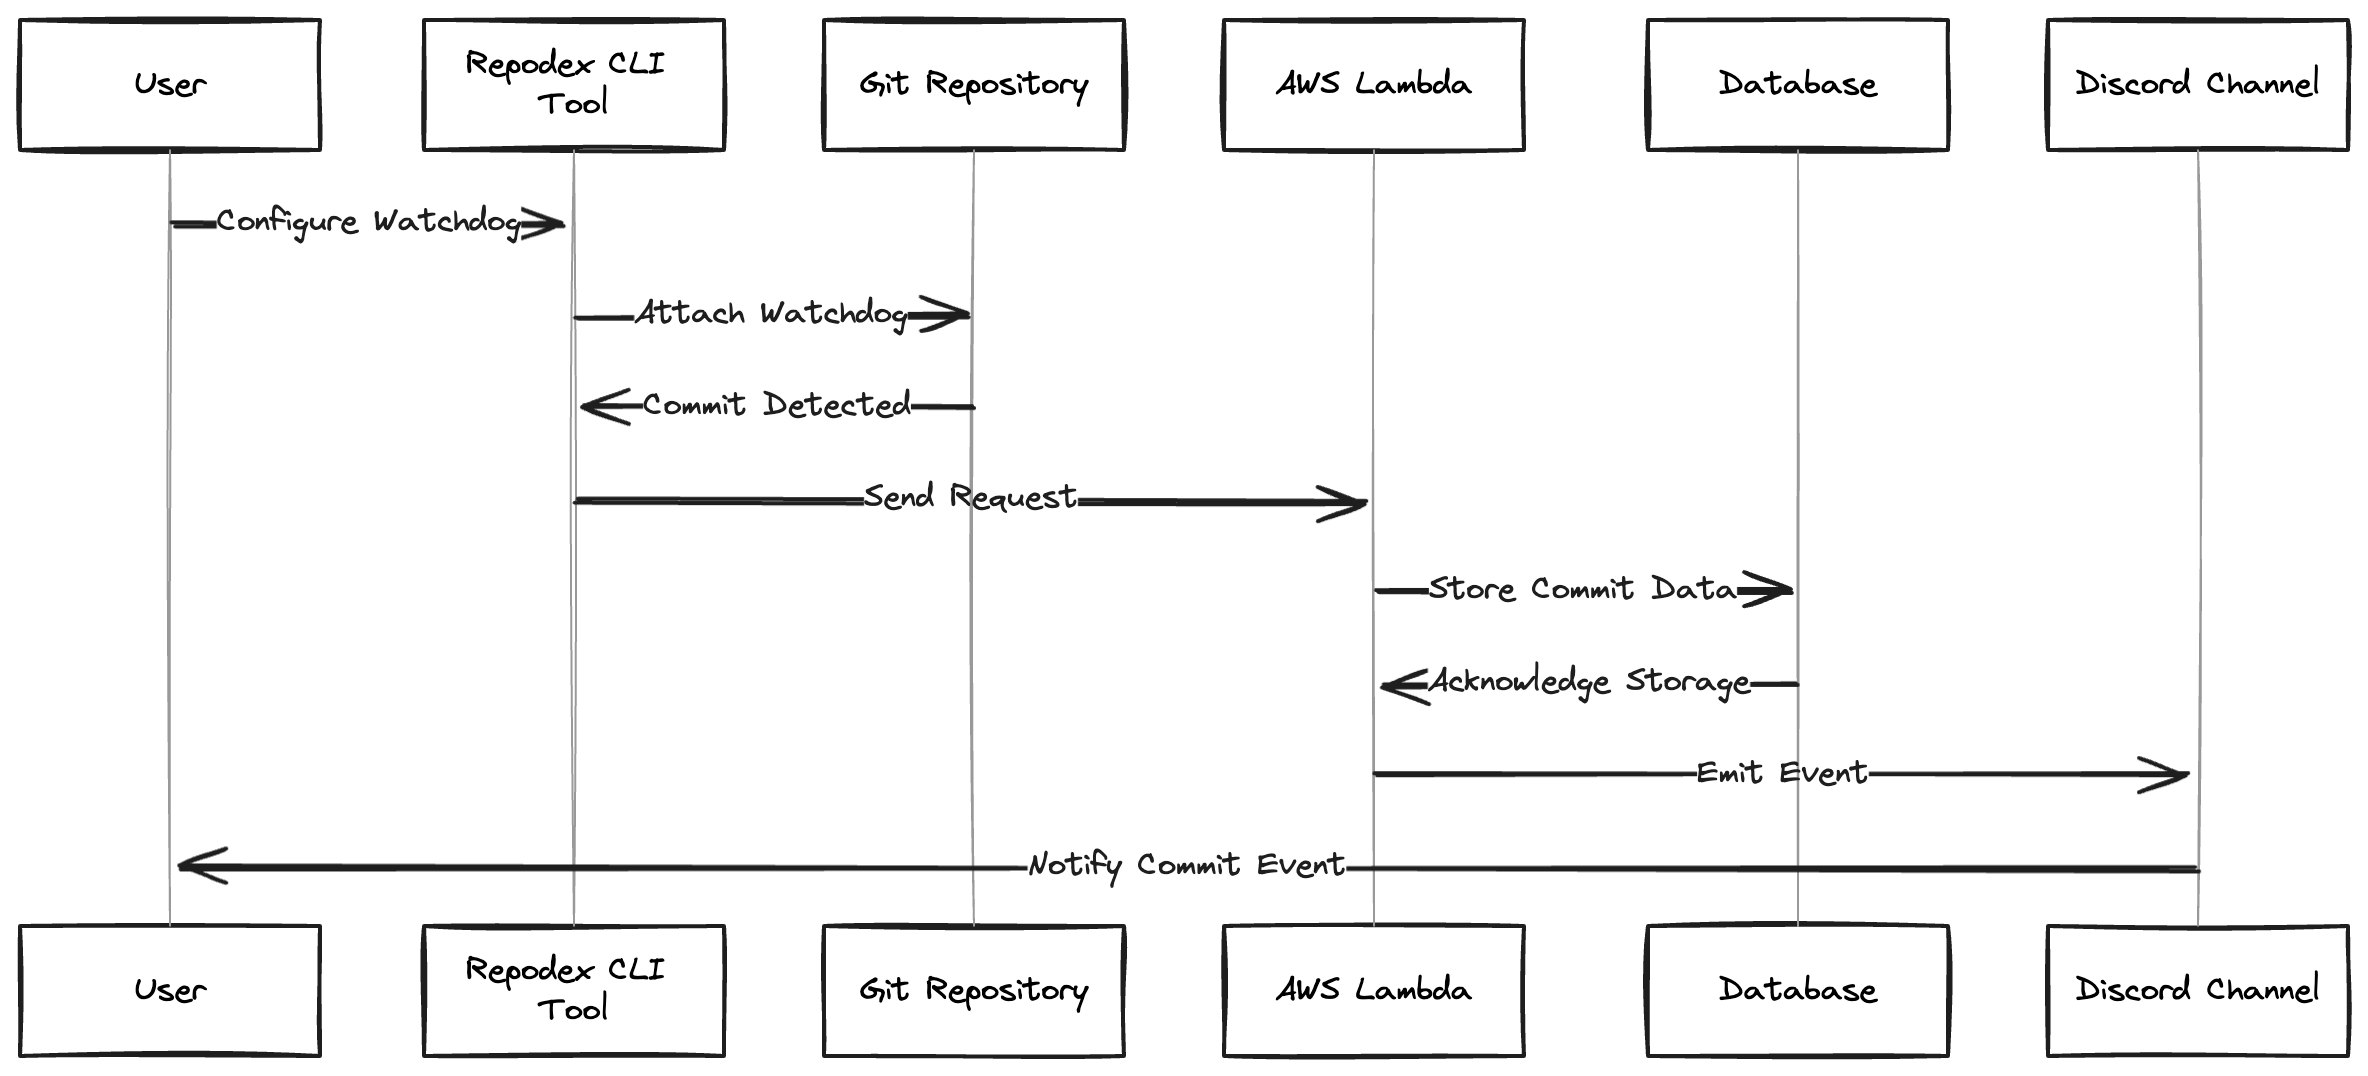 User
Repodex CLI
Tool
Git Repository
AWS Lambda
Database
Discord Channel
Configure Watchdog
Attach Watchdog
Commit Detected
Send Request
Store Commit Data
Acknowledge Storage
Emit Event
Notify Commit Event
User
Repodex CLI
Tool
Git Repository
AWS Lambda
Database
Discord Channel